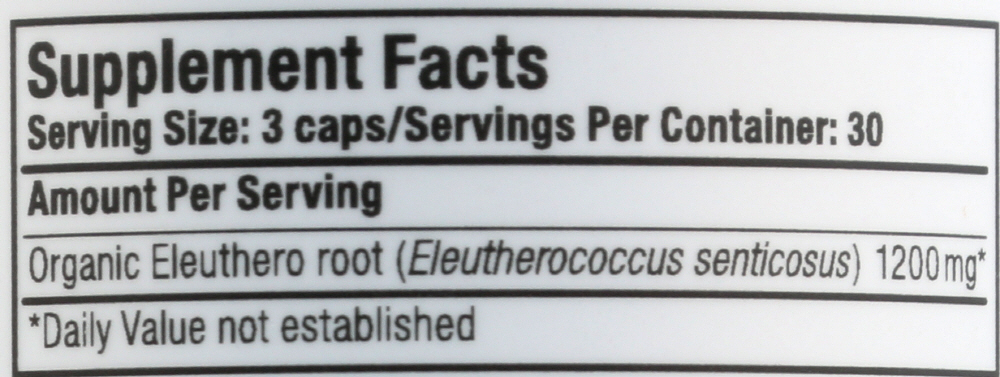 Supplement Facts
Serving Size: 3 caps/Servings Per Container: 30
Amount Per Serving
Organic Eleuthero root (Eleutherococcus senticosus) 1200mg*
*Daily Value not established